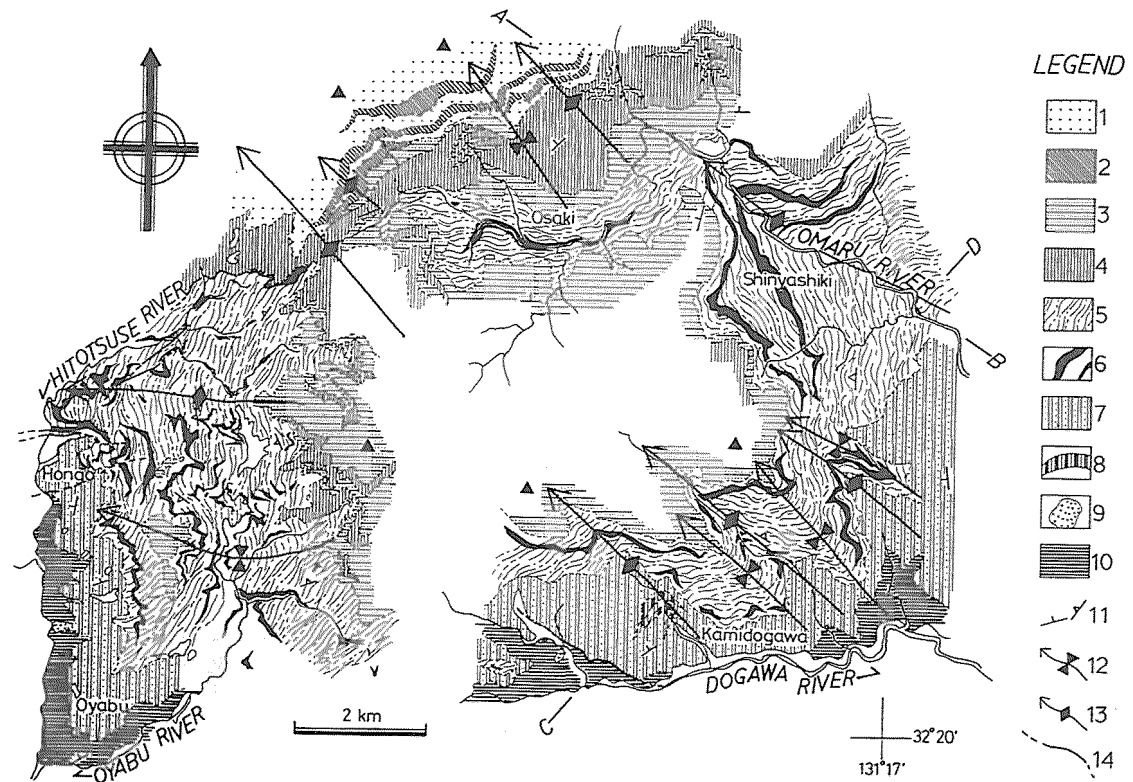 A
LEGEND
1
2
3
4
5
6
7
8
9
10
11
12
13
14
Osaki
OMARU RIVER
D
Shinyashiki
B
HITOTSUSE RIVER
Hongo
Kamidogawa
DOGAWA RIVER
C
Oyabu
OYABU RIVER
2 km
32°20'
131°17'